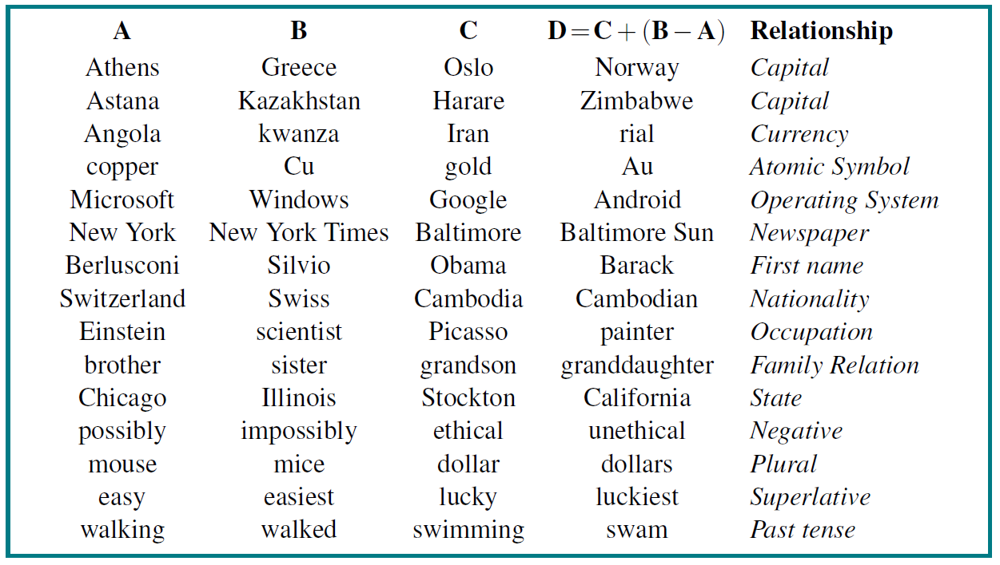 A B C D = C + (B − A) Relationship
Athens Greece Oslo Norway Capital
Astana Kazakhstan Harare Zimbabwe Capital
Angola kwanza Iran rial Currency
copper Cu gold Au Atomic Symbol
Microsoft Windows Google Android Operating System
New York New York Times Baltimore Baltimore Sun Newspaper
Berlusconi Silvio Obama Barack First name
Switzerland Swiss Cambodia Cambodian Nationality
Einstein scientist Picasso painter Occupation
brother sister grandson granddaughter Family Relation
Chicago Illinois Stockton California State
possibly impossibly ethical unethical Negative
mouse mice dollar dollars Plural
easy easiest lucky luckiest Superlative
walking walked swimming swam Past tense